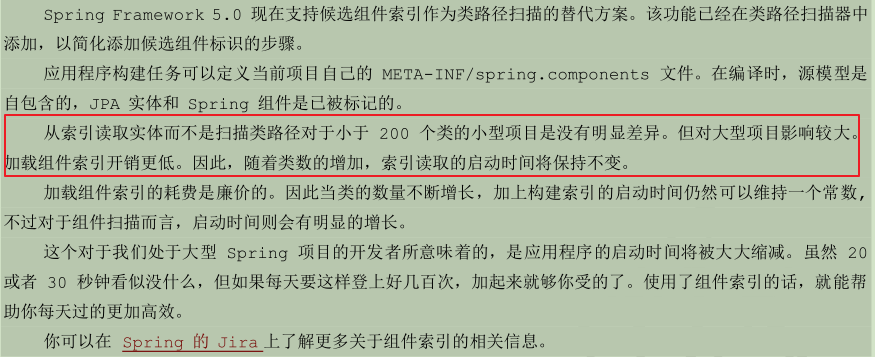 Spring Framework 5.0 现在支持候选组件索引作为类路径扫描的替代方案。该功能已经在类路径扫描器中
添加，以简化添加候选组件标识的步骤。
应用程序构建任务可以定义当前项目自己的 META-INF/spring.components 文件。在编译时，源模型是
自包含的，JPA 实体和 Spring 组件是已被标记的。
从索引读取实体而不是扫描类路径对于小于 200 个类的小型项目是没有明显差异。但对大型项目影响较大。
加载组件索引开销更低。因此，随着类数的增加，索引读取的启动时间将保持不变。
加载组件索引的耗费是廉价的。因此当类的数量不断增长，加上构建索引的启动时间仍然可以维持一个常数，
不过对于组件扫描而言，启动时间则会有明显的增长。
这个对于我们处于大型 Spring 项目的开发者所意味着的，是应用程序的启动时间将被大大缩减。虽然 20
或者 30 秒钟看似没什么，但如果每天要这样登上好几百次，加起来就够你受的了。使用了组件索引的话，就能帮
助你每天过的更加高效。
你可以在 Spring 的 Jira 上了解更多关于组件索引的相关信息。